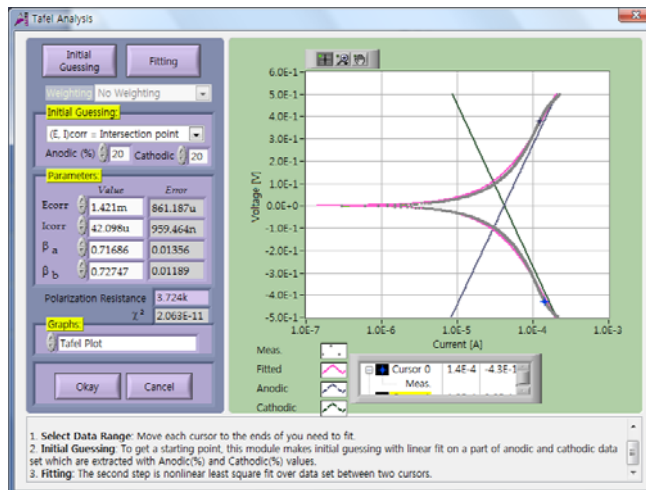 Tafel Analysis
Initial Guessing
Fitting
Weighting No Weighting
Initial Guessing:
(E, I)corr = Intersection point
Anodic (%) 20 Cathodic 20
Parameters:
Value Error
Ecorr 1.421m 861.187u
Icorr 42.098u 959.464n
β a 0.71686 0.01356
β b 0.72747 0.01189
Polarization Resistance 3.724k
χ² 2.063E-11
Graphs:
Tafel Plot
Okay Cancel
6.0E-1
5.0E-1
4.0E-1
3.0E-1
2.0E-1
1.0E-1
0.0E+0
-1.0E-1
-2.0E-1
-3.0E-1
-4.0E-1
-5.0E-1
Voltage [V]
1.0E-7 1.0E-6 1.0E-5 1.0E-4 1.0E-3
Current [A]
Meas.
Fitted
Anodic
Cathodic
Cursor 0 1.4E-4 -4.3E-1
Meas.
1. Select Data Range: Move each cursor to the ends of you need to fit.
2. Initial Guessing: To get a starting point, this module makes initial guessing with linear fit on a part of anodic and cathodic data
set which are extracted with Anodic(%) and Cathodic(%) values.
3. Fitting: The second step is nonlinear least square fit over data set between two cursors.